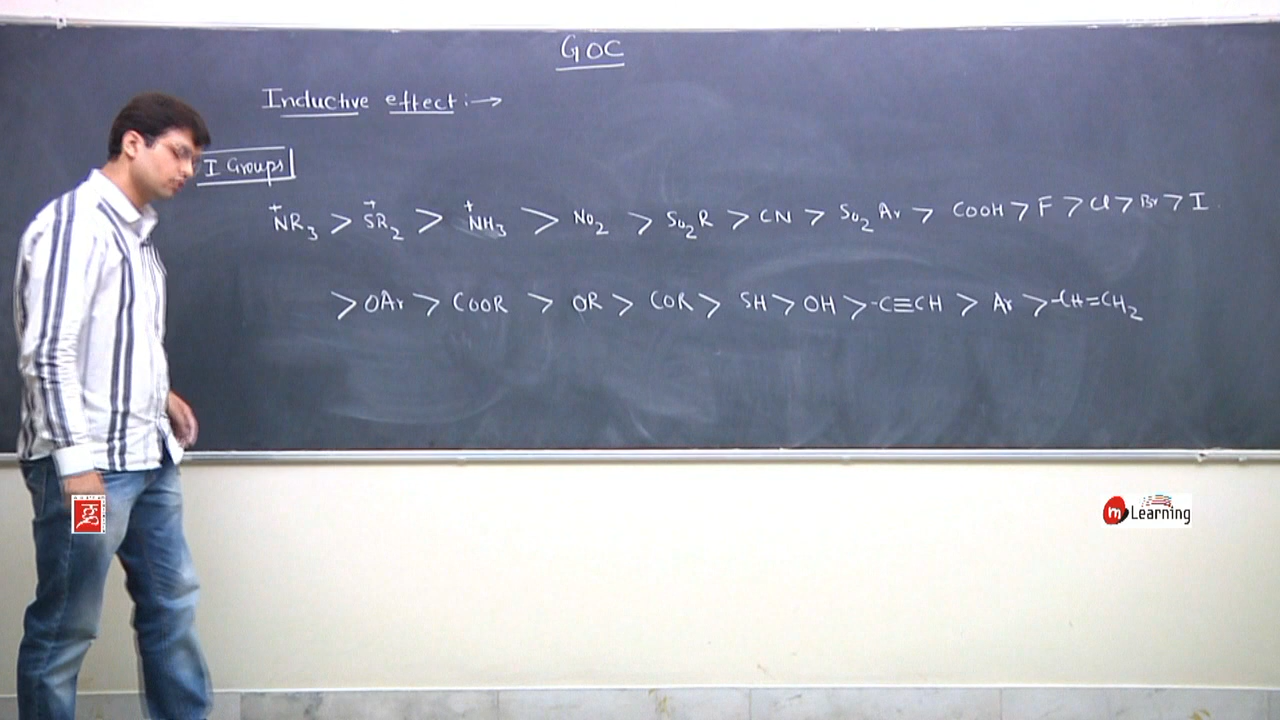 GOC
Inductive effect :→
I Groups
⁺NR₃ > ⁺SR₂ > ⁺NH₃ > NO₂ > SO₂R > CN > SO₂Ar > COOH > F > Cl > Br > I
> OAr > COOR > OR > COR > SH > OH > -C≡CH > Ar > -CH=CH₂
m Learning